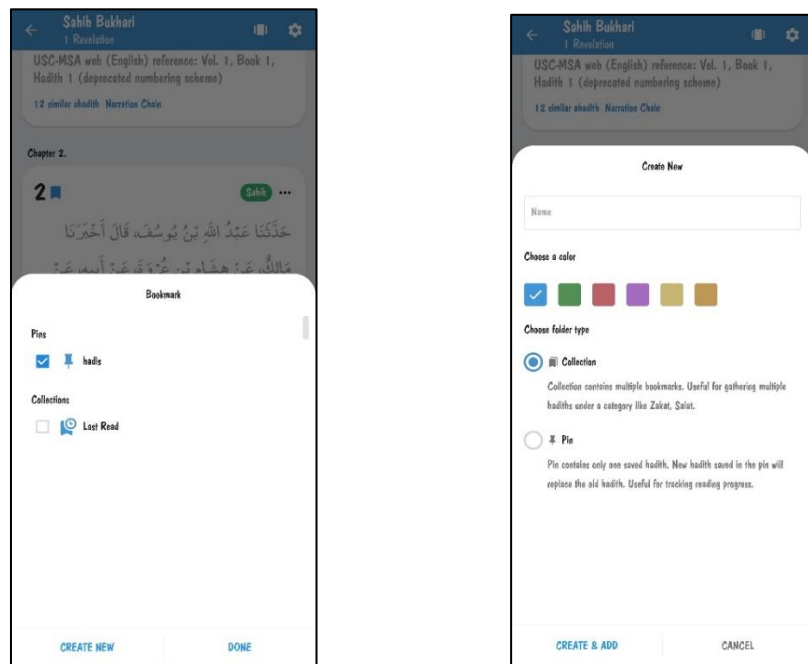 Sahih Bukhari
1 Revelation
USC-MSA web (English) reference: Vol. 1, Book 1,
Hadith 1 (deprecated numbering scheme)
12 similar ahadith Narration Chain
Chapter 2.
2
Sahih
حَدَّثَنَا عَبْدُ اللَّهِ بْنُ يُوسُفَ، قَالَ أَخْبَرَنَا
مَالِكٌ، عَنْ هِشَامِ بْنِ عُرْوَةَ، عَنْ أَبِيهِ، عَنْ
Bookmark
Pins
hadis
Collections
Last Read
CREATE NEW
DONE
Sahih Bukhari
1 Revelation
USC-MSA web (English) reference: Vol. 1, Book 1,
Hadith 1 (deprecated numbering scheme)
12 similar ahadith Narration Chain
Create New
Name
Choose a color
Choose folder type
Collection
Collection contains multiple bookmarks. Useful for gathering multiple
hadiths under a category like Zakat, Salat.
Pin
Pin contains only one saved hadith. New hadith saved in the pin will
replace the old hadith. Useful for tracking reading progress.
CREATE & ADD
CANCEL